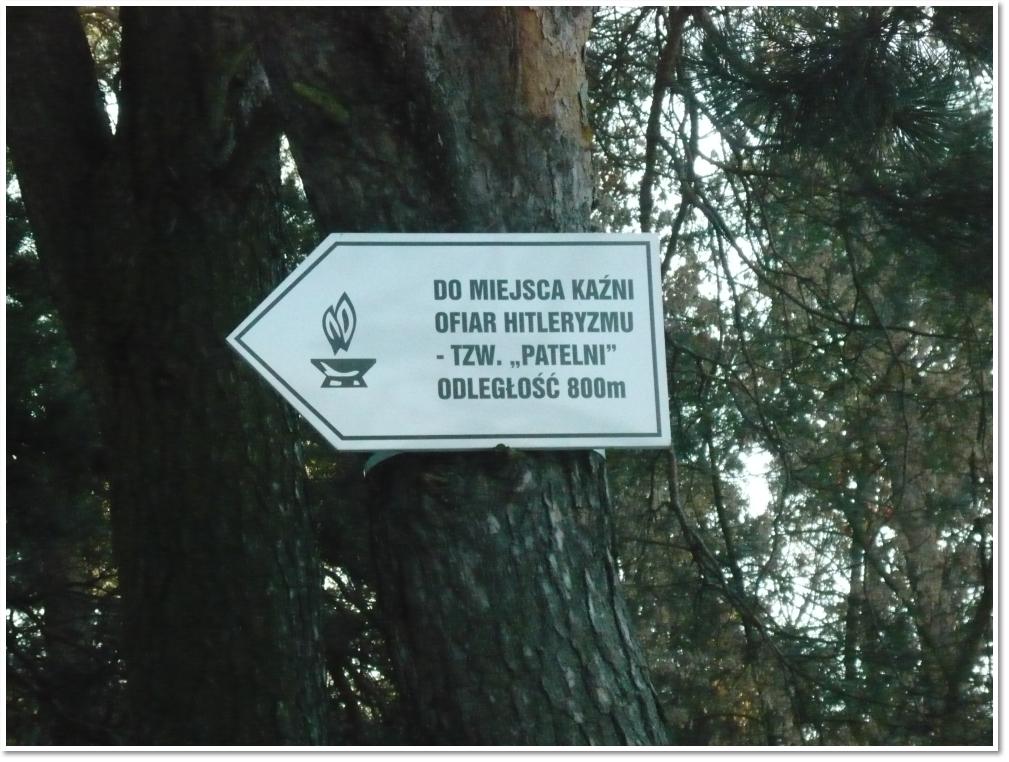 DO MIEJSCA KAŹNI
OFIAR HITLERYZMU
- TZW. „PATELNI”
ODLEGŁOŚĆ 800m